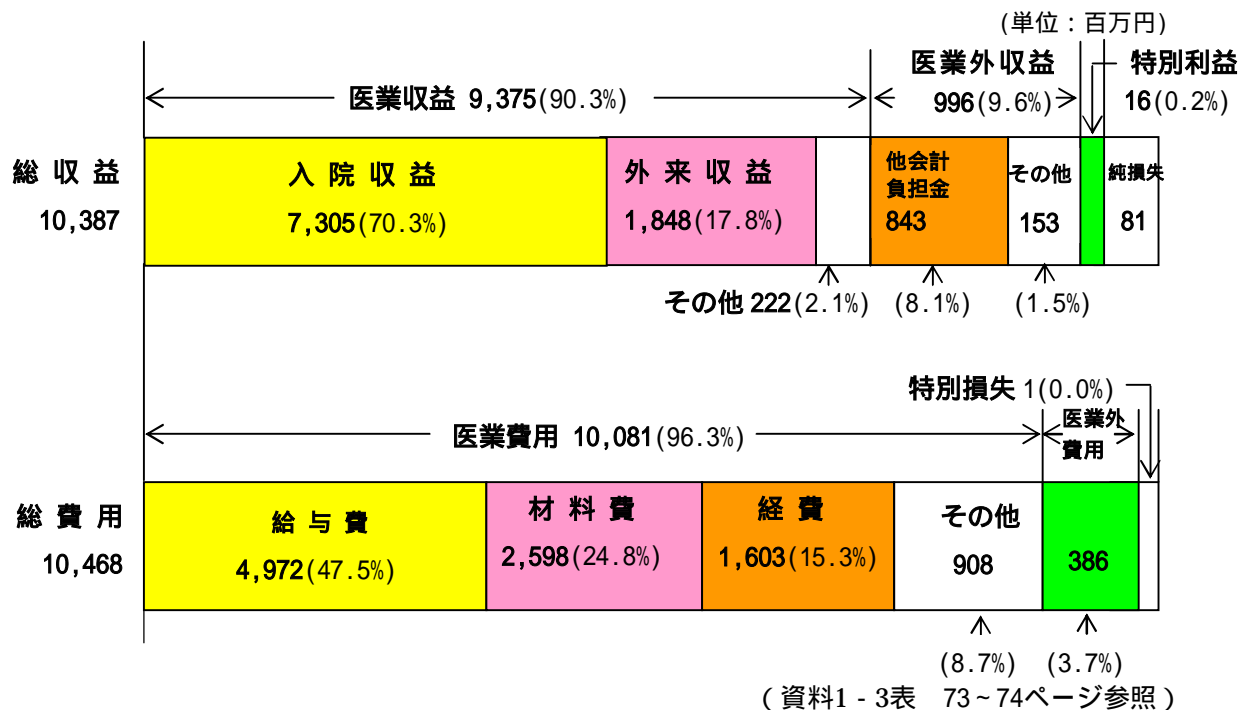 (単位：百万円)
医業外収益 特別利益
医業収益 9,375(90.3%) 996(9.6%) 16(0.2%)
総収益 入院収益 外来収益 他会計負担金 その他 純損失
10,387 7,305(70.3%) 1,848(17.8%) 843 153 81
その他 222(2.1%) (8.1%) (1.5%)
特別損失 1(0.0%)
医業費用 10,081(96.3%) 医業外費用
総費用 給与費 材料費 経費 その他
10,468 4,972(47.5%) 2,598(24.8%) 1,603(15.3%) 908 386
(8.7%) (3.7%)
(資料1-3表 73~74ページ参照)